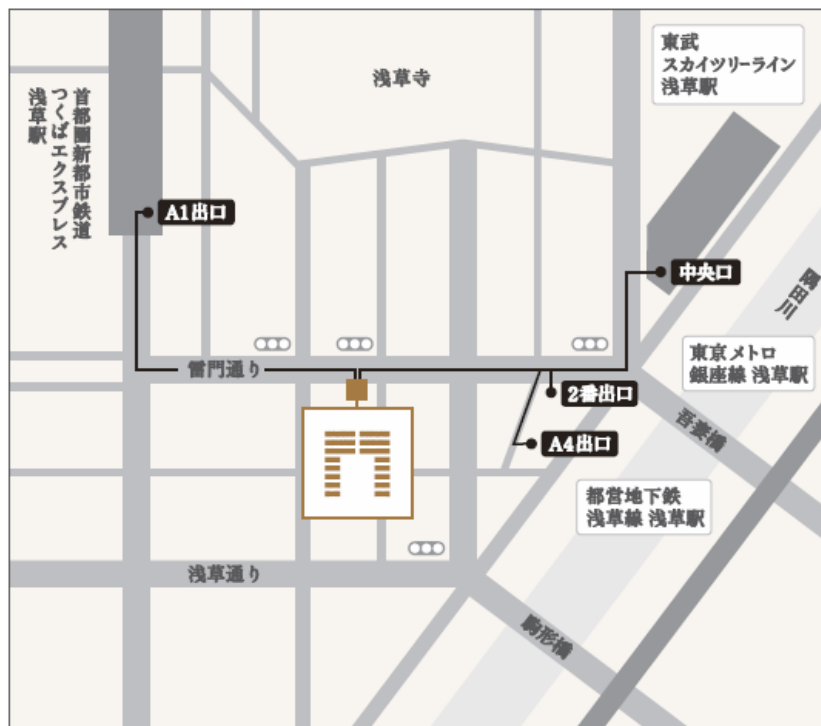 浅草寺
東武
スカイツリーライン
浅草駅
首都圏新都市鉄道
つくばエクスプレス
浅草駅
A1出口
中央口
隅田川
雷門通り
東京メトロ
銀座線 浅草駅
2番出口
吾妻橋
A4出口
都営地下鉄
浅草線 浅草駅
浅草通り
駒形橋